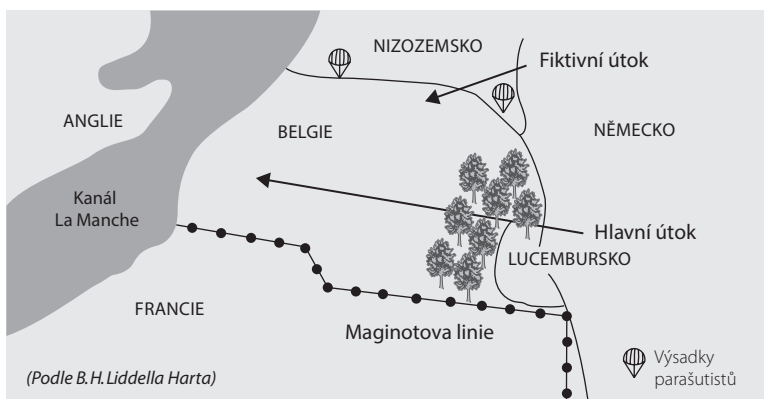 NIZOZEMSKO
Fiktivní útok
ANGLIE
BELGIE
NĚMECKO
Kanál
La Manche
Hlavní útok
LUCEMBURSKO
FRANCIE
Maginotova linie
(Podle B. H. Liddella Harta)
Výsadky
parašutistů